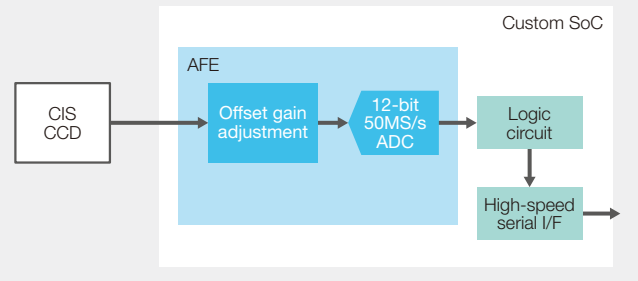 Custom SoC
AFE
CIS
CCD
Offset gain
adjustment
12-bit
50MS/s
ADC
Logic
circuit
High-speed
serial I/F